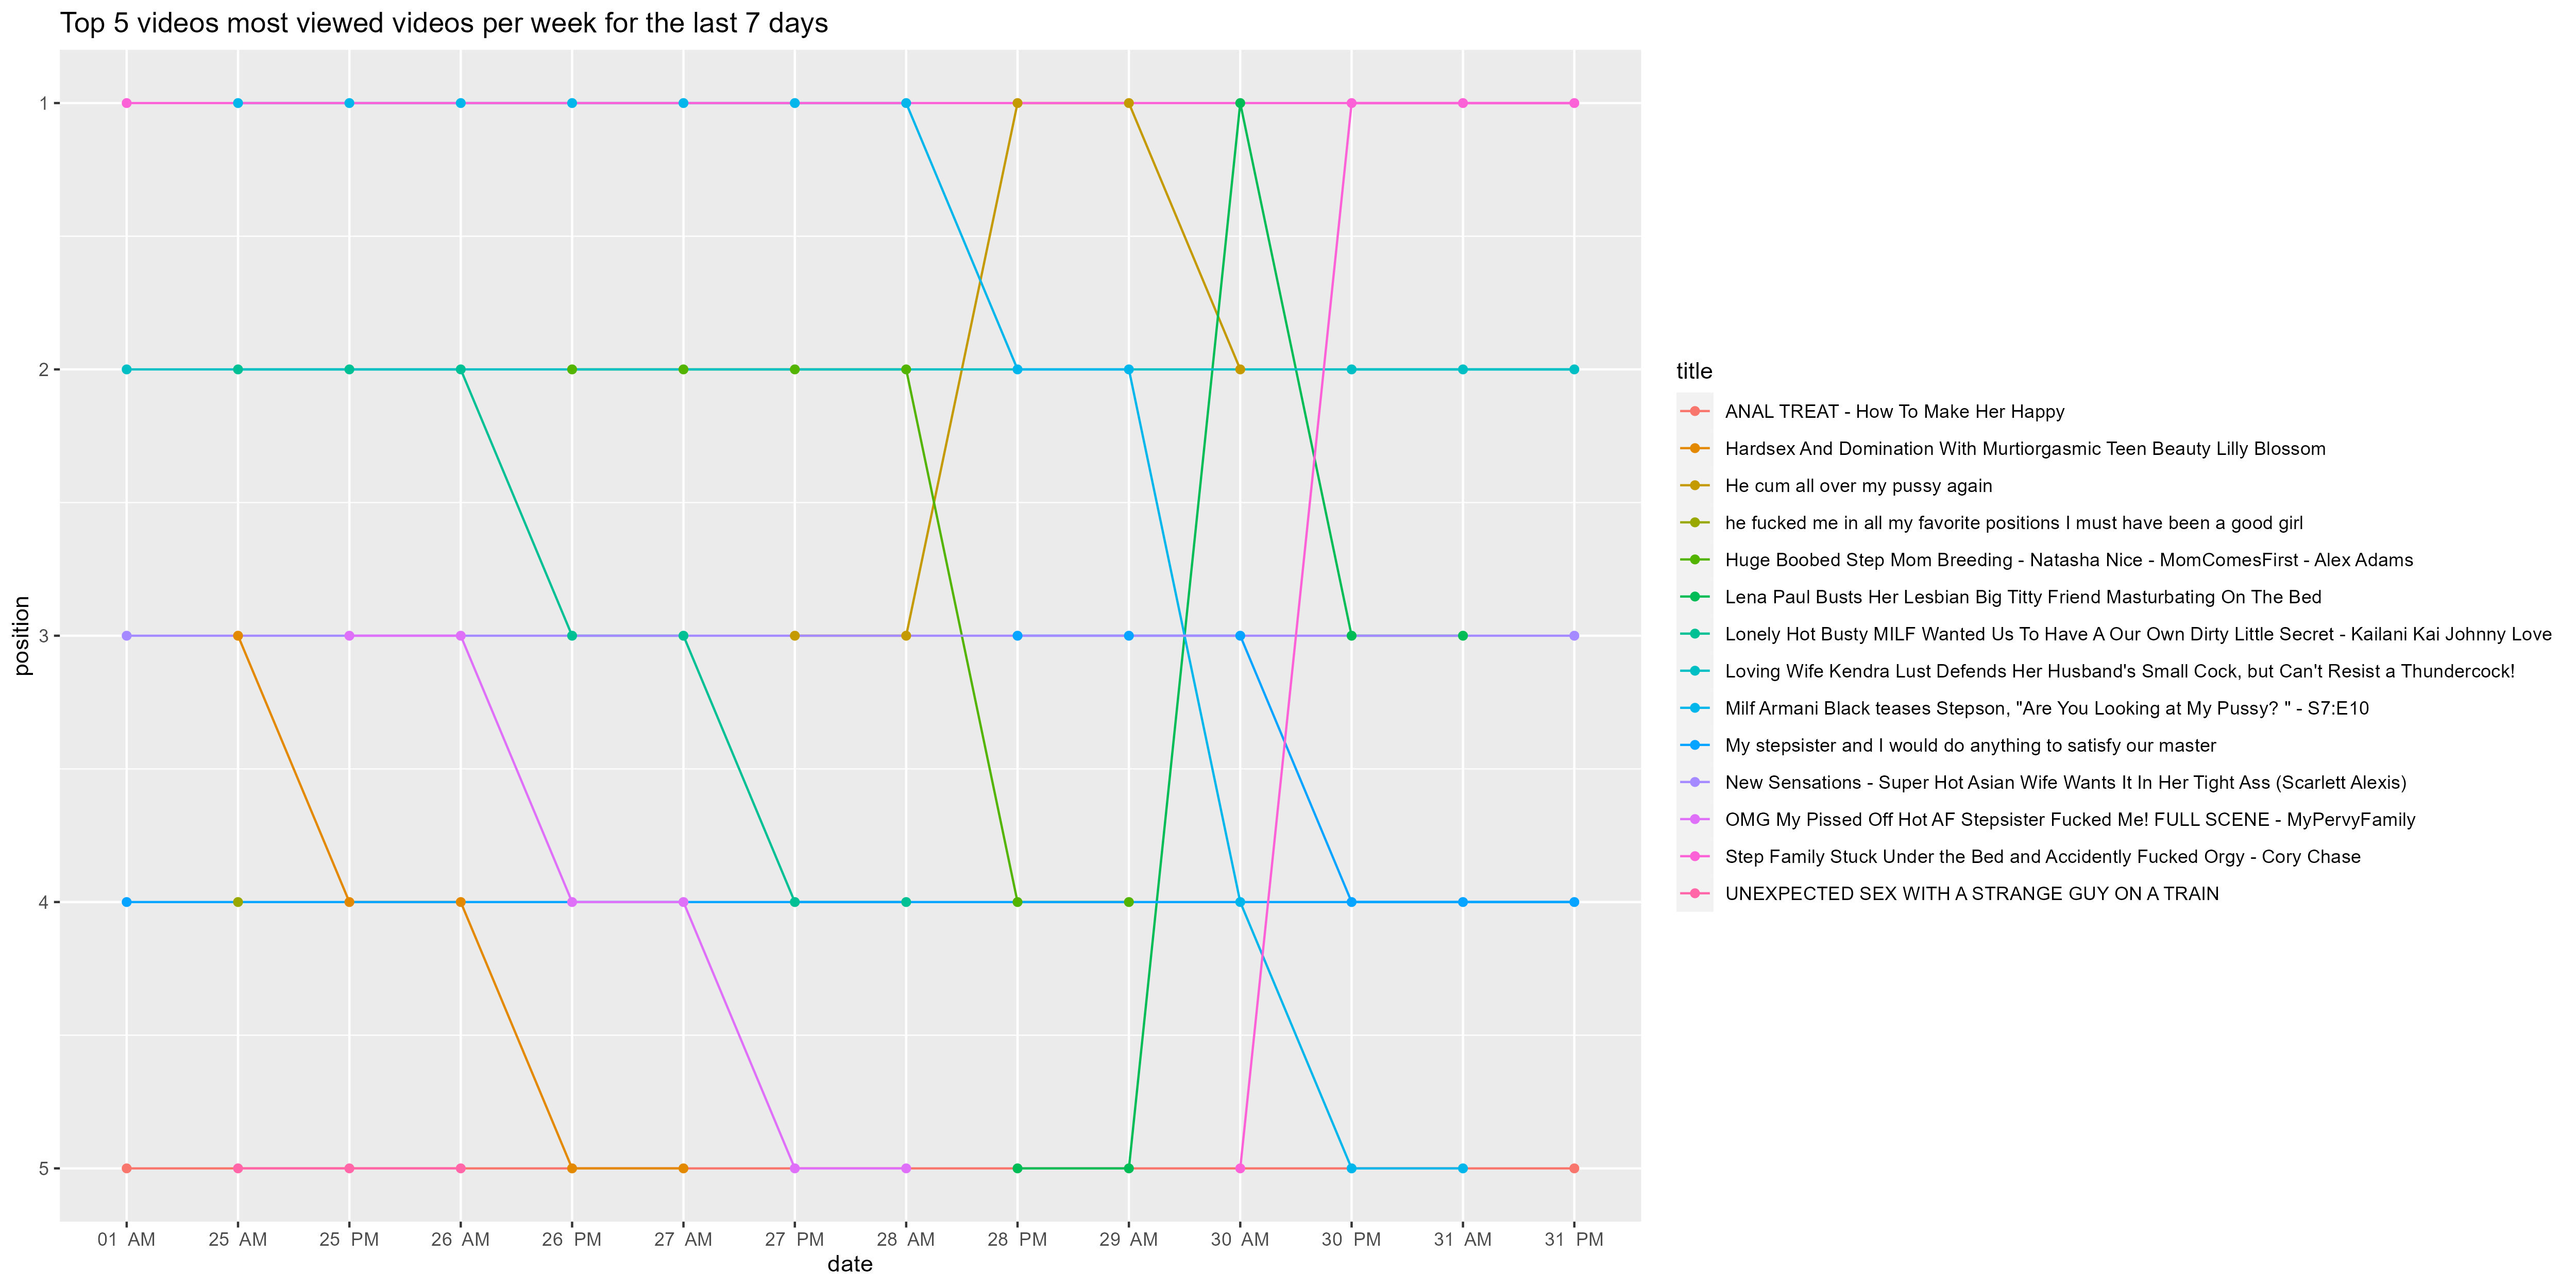 Top 5 videos most viewed videos per week for the last 7 days
position
1
2
3
4
5
01 AM 25 AM 25 PM 26 AM 26 PM 27 AM 27 PM 28 AM 28 PM 29 AM 30 AM 30 PM 31 AM 31 PM
date
title
ANAL TREAT - How To Make Her Happy
Hardsex And Domination With Murtiorgasmic Teen Beauty Lilly Blossom
He cum all over my pussy again
he fucked me in all my favorite positions I must have been a good girl
Huge Boobed Step Mom Breeding - Natasha Nice - MomComesFirst - Alex Adams
Lena Paul Busts Her Lesbian Big Titty Friend Masturbating On The Bed
Lonely Hot Busty MILF Wanted Us To Have A Our Own Dirty Little Secret - Kailani Kai Johnny Love
Loving Wife Kendra Lust Defends Her Husband's Small Cock, but Can't Resist a Thundercock!
Milf Armani Black teases Stepson, "Are You Looking at My Pussy? " - S7:E10
My stepsister and I would do anything to satisfy our master
New Sensations - Super Hot Asian Wife Wants It In Her Tight Ass (Scarlett Alexis)
OMG My Pissed Off Hot AF Stepsister Fucked Me! FULL SCENE - MyPervyFamily
Step Family Stuck Under the Bed and Accidently Fucked Orgy - Cory Chase
UNEXPECTED SEX WITH A STRANGE GUY ON A TRAIN